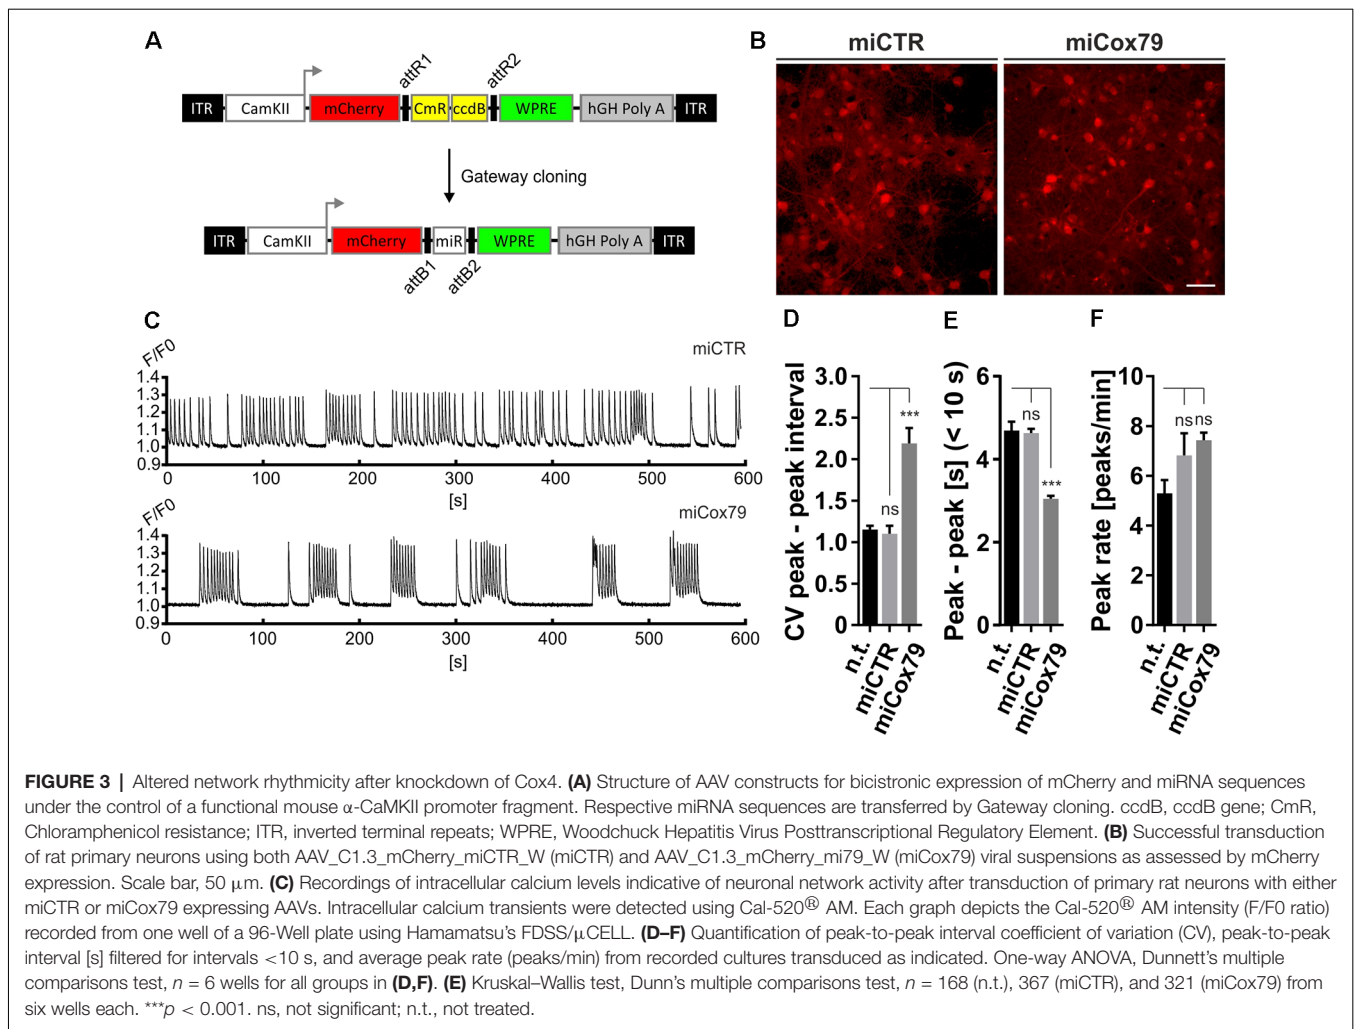 A
attR1
attR2
ITR
CamKII
mCherry
CmR
ccdB
WPRE
hGH Poly A
ITR
Gateway cloning
ITR
CamKII
mCherry
miR
WPRE
hGH Poly A
ITR
attB1
attB2
B
miCTR
miCox79
C
F/F0
miCTR
1.4
1.3
1.2
1.1
1.0
0.9
0
100
200
300
400
500
600
[s]
F/F0
miCox79
1.4
1.3
1.2
1.1
1.0
0.9
0
100
200
300
400
500
600
[s]
D
CV peak - peak interval
3.0
2.5
2.0
1.5
1.0
0.5
0
ns
***
n.t.
miCTR
miCox79
E
Peak - peak [s] (< 10 s)
6
4
2
0
ns
***
n.t.
miCTR
miCox79
F
Peak rate [peaks/min]
10
8
6
4
2
0
ns
ns
n.t.
miCTR
miCox79
FIGURE 3 | Altered network rhythmicity after knockdown of Cox4. (A) Structure of AAV constructs for bicistronic expression of mCherry and miRNA sequences
under the control of a functional mouse α-CaMKII promoter fragment. Respective miRNA sequences are transferred by Gateway cloning. ccdB, ccdB gene; CmR,
Chloramphenicol resistance; ITR, inverted terminal repeats; WPRE, Woodchuck Hepatitis Virus Posttranscriptional Regulatory Element. (B) Successful transduction
of rat primary neurons using both AAV_C1.3_mCherry_miCTR_W (miCTR) and AAV_C1.3_mCherry_mi79_W (miCox79) viral suspensions as assessed by mCherry
expression. Scale bar, 50 μm. (C) Recordings of intracellular calcium levels indicative of neuronal network activity after transduction of primary rat neurons with either
miCTR or miCox79 expressing AAVs. Intracellular calcium transients were detected using Cal-520® AM. Each graph depicts the Cal-520® AM intensity (F/F0 ratio)
recorded from one well of a 96-Well plate using Hamamatsu's FDSS/μCELL. (D–F) Quantification of peak-to-peak interval coefficient of variation (CV), peak-to-peak
interval [s] filtered for intervals <10 s, and average peak rate (peaks/min) from recorded cultures transduced as indicated. One-way ANOVA, Dunnett's multiple
comparisons test, n = 6 wells for all groups in (D,F). (E) Kruskal–Wallis test, Dunn's multiple comparisons test, n = 168 (n.t.), 367 (miCTR), and 321 (miCox79) from
six wells each. ***p < 0.001. ns, not significant; n.t., not treated.